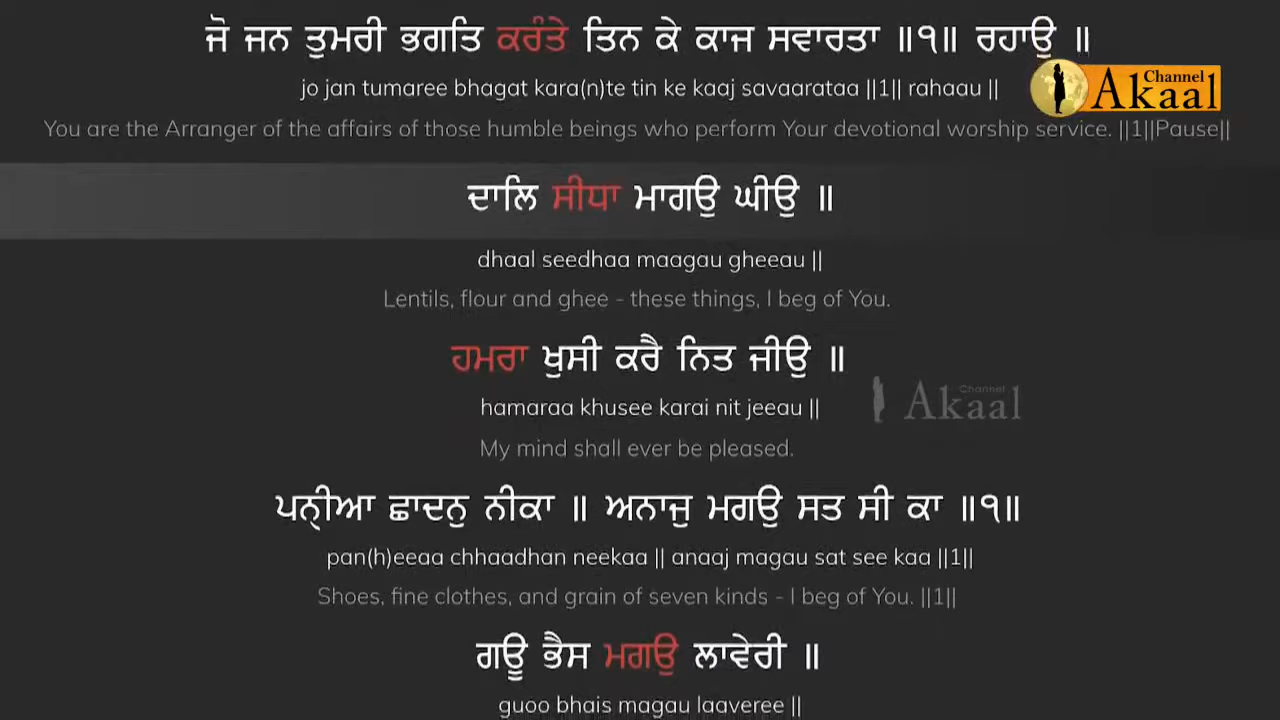 ਜੋ ਜਨ ਤੁਮਰੀ ਭਗਤਿ ਕਰੰਤੇ ਤਿਨ ਕੇ ਕਾਜ ਸਵਾਰਤਾ ॥੧॥ ਰਹਾਉ ॥
jo jan tumaree bhagat kara(n)te tin ke kaaj savaarataa ||1|| rahaau ||
Channel
Akaal
You are the Arranger of the affairs of those humble beings who perform Your devotional worship service. ||1||Pause||
ਦਾਲਿ ਸੀਧਾ ਮਾਗਉ ਘੀਉ ॥
dhaal seedhaa maagau gheeau ||
Lentils, flour and ghee - these things, I beg of You.
ਹਮਰਾ ਖੁਸੀ ਕਰੈ ਨਿਤ ਜੀਉ ॥
hamaraa khusee karai nit jeeau ||
Channel
Akaal
My mind shall ever be pleased.
ਪਨ੍ਹੀਆ ਛਾਦਨੁ ਨੀਕਾ ॥ ਅਨਾਜੁ ਮਗਉ ਸਤ ਸੀ ਕਾ ॥੧॥
pan(h)eeaa chhaadhan neekaa || anaaj magau sat see kaa ||1||
Shoes, fine clothes, and grain of seven kinds - I beg of You. ||1||
ਗਊ ਭੈਸ ਮਗਉ ਲਾਵੇਰੀ ॥
guoo bhais magau laaveree ||